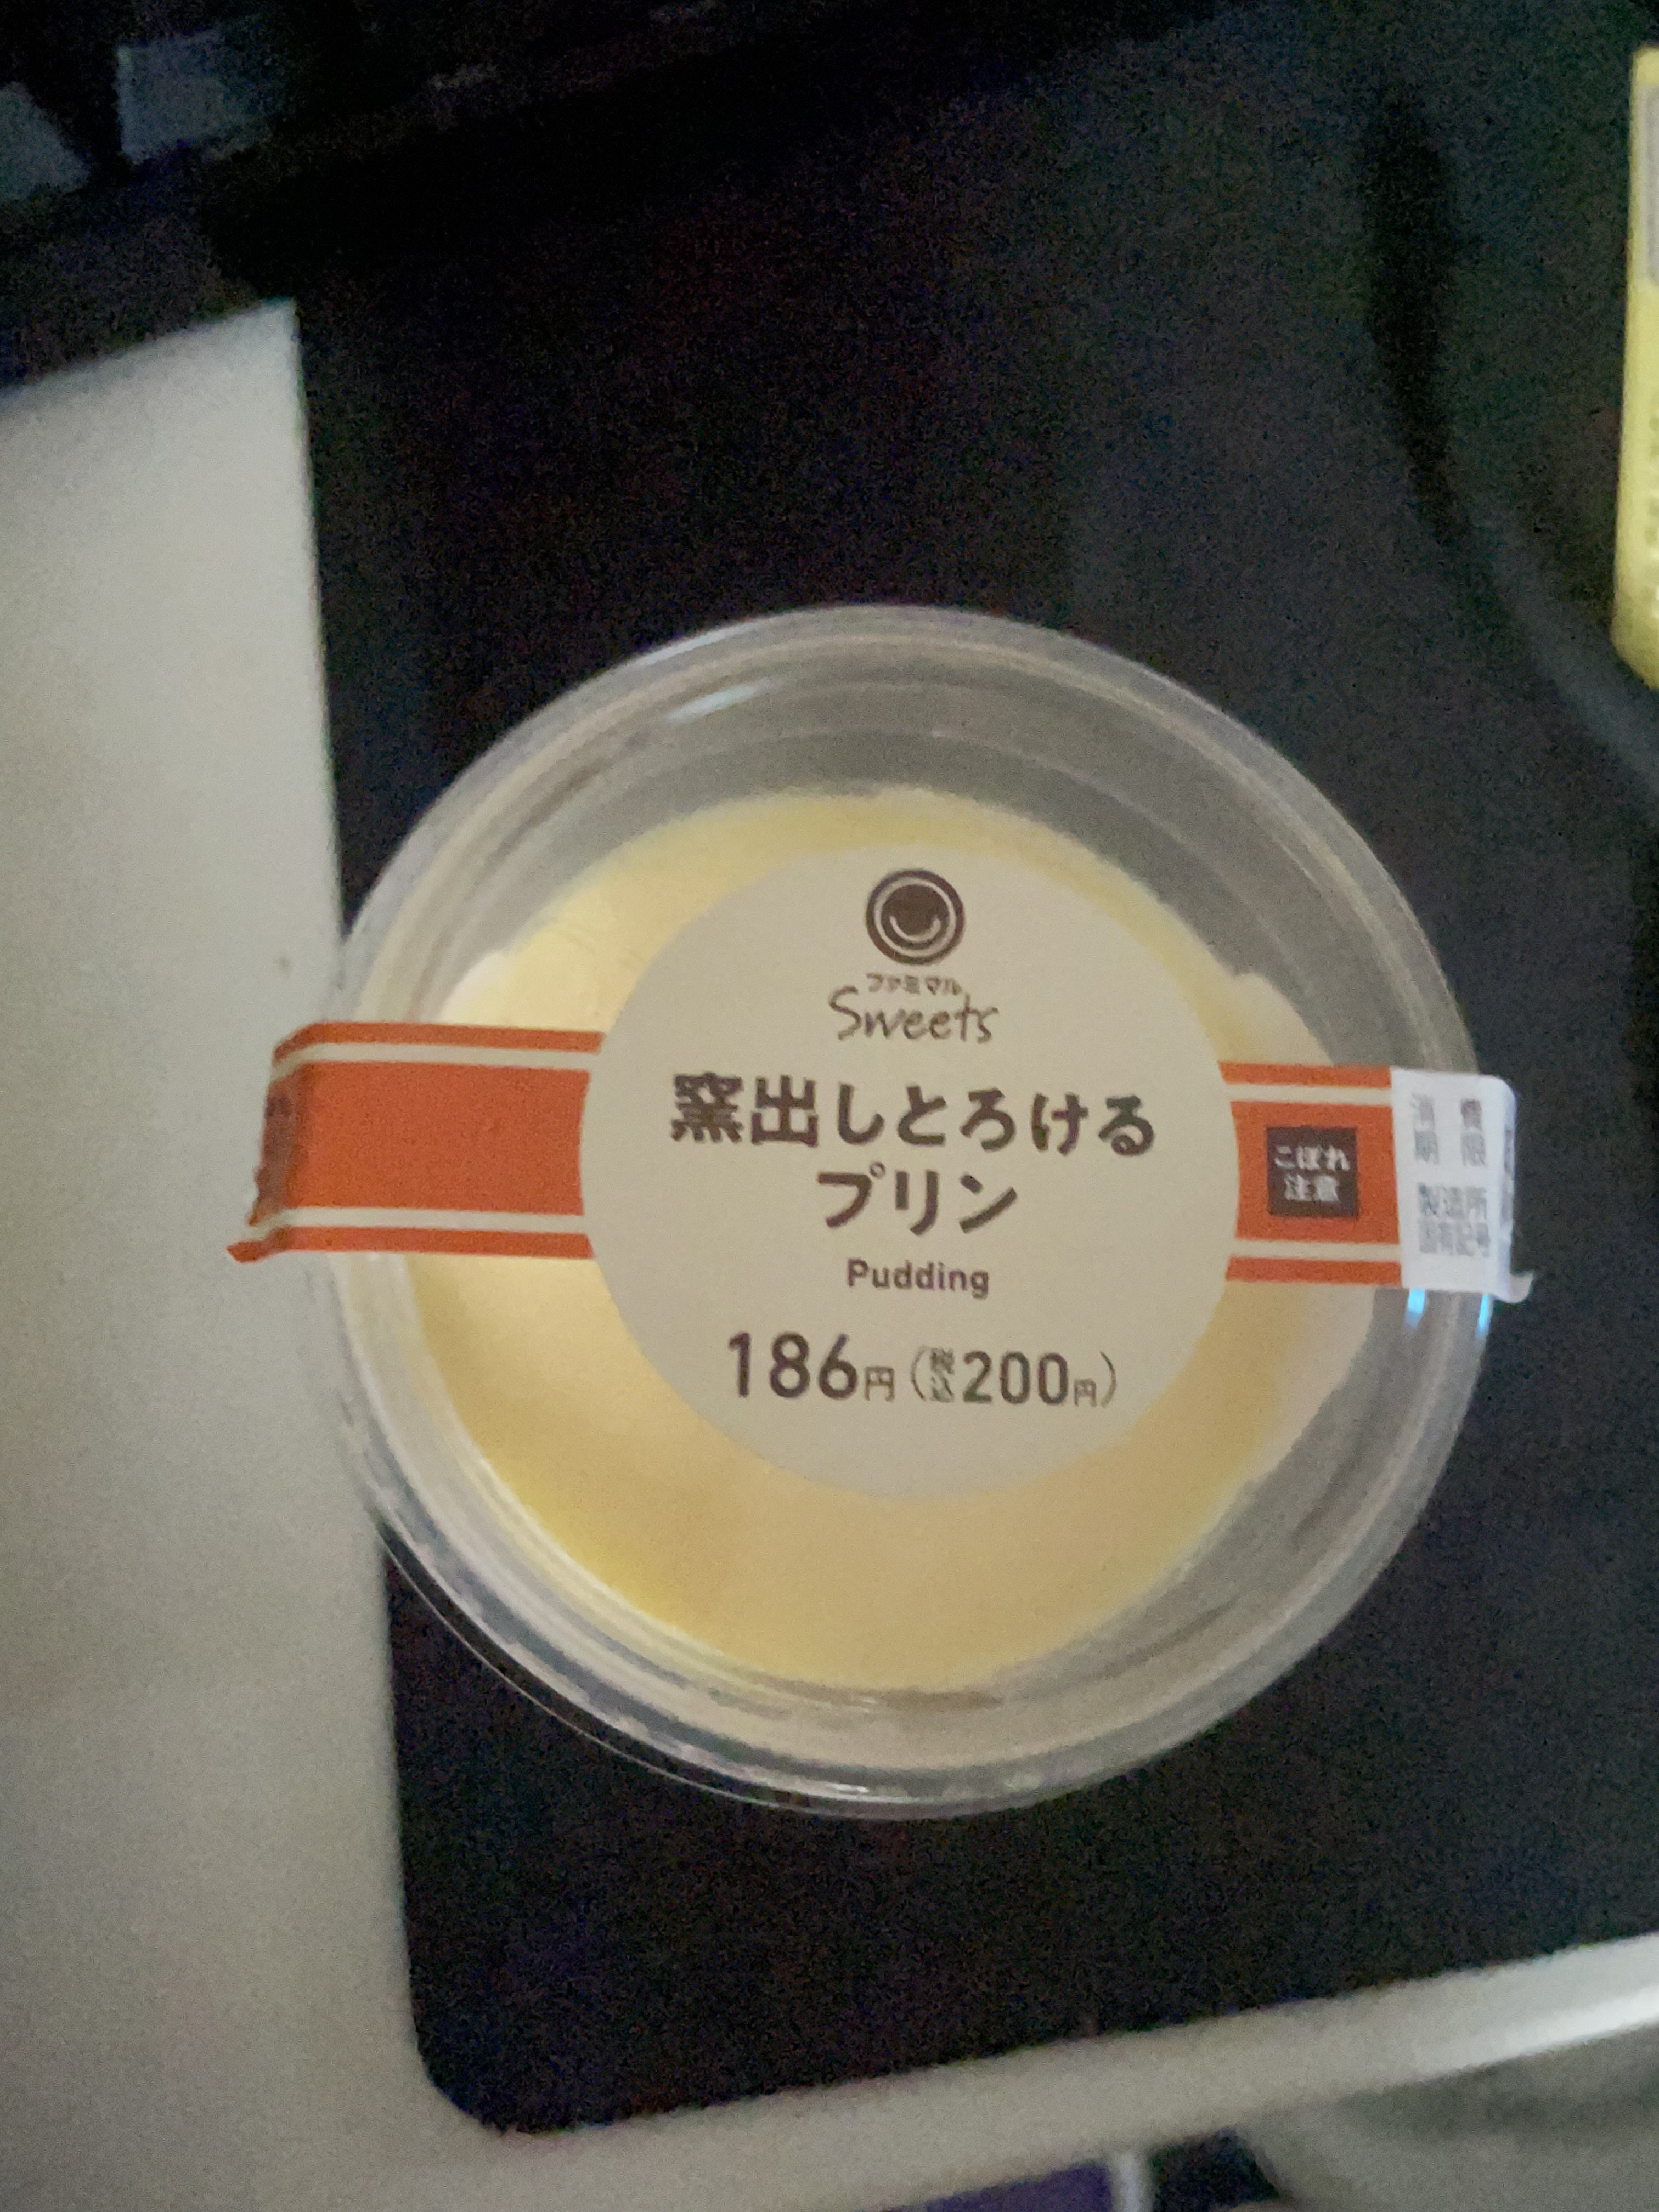 ファミマル
Sweets
窯出しとろける
プリン
Pudding
186円(税込200円)
こぼれ
注意
消費
期限
製造所
固有記号